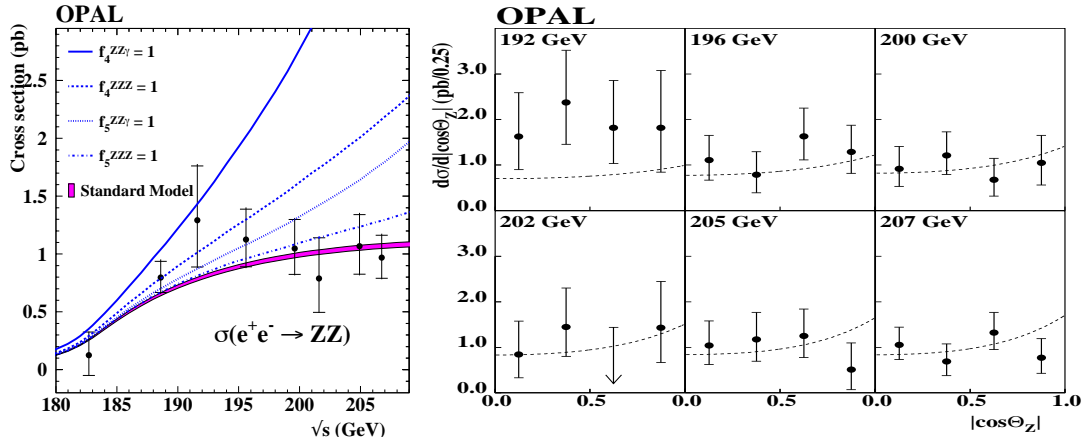 OPAL
Cross section (pb)
2.5
2
1.5
1
0.5
0
f₄ZZγ = 1
f₄ZZZ = 1
f₅ZZγ = 1
f₅ZZZ = 1
Standard Model
σ(e⁺e⁻ → ZZ)
180 185 190 195 200 205
√s (GeV)
OPAL
dσ/d|cosΘZ| (pb/0.25)
192 GeV 196 GeV 200 GeV
3.0
2.0
1.0
0.0
202 GeV 205 GeV 207 GeV
3.0
2.0
1.0
0.0
0.0 0.5 0.0 0.5 0.0 0.5 1.0
|cosΘZ|